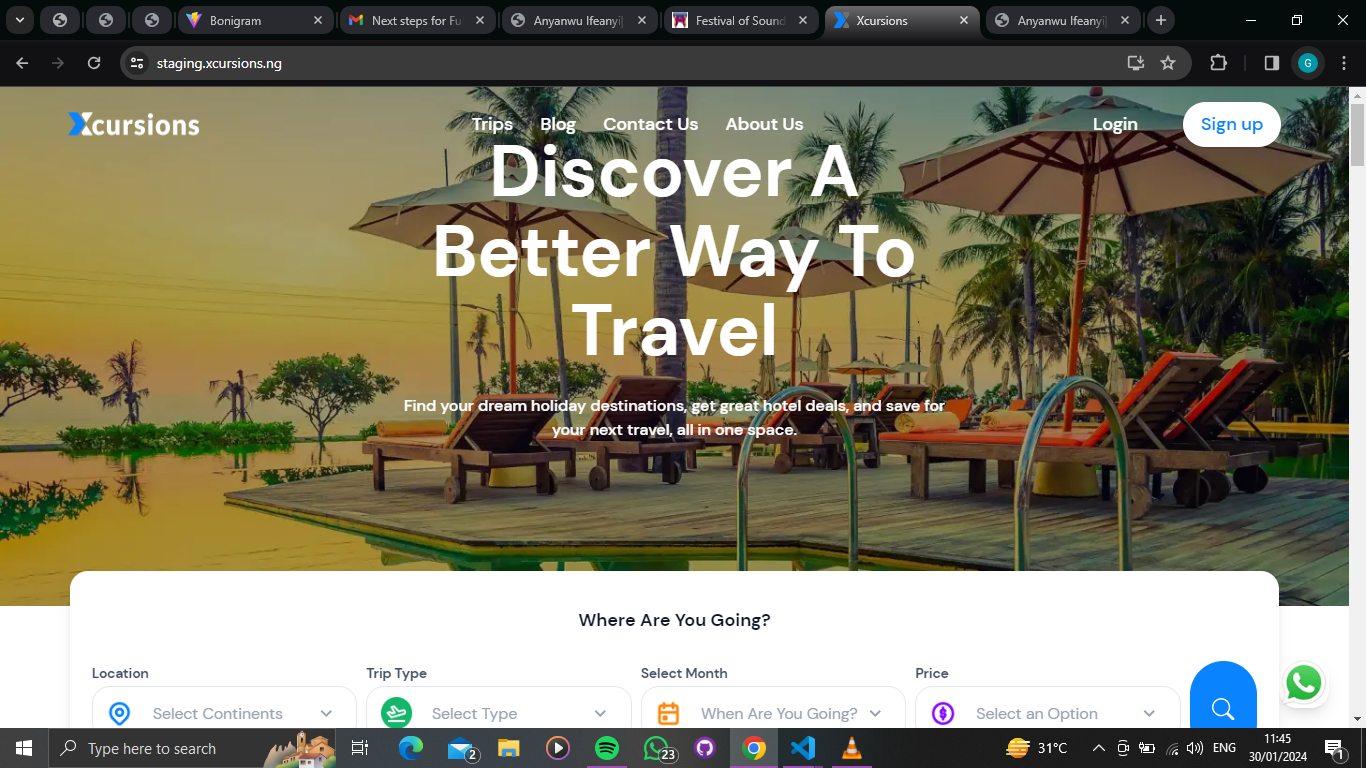 Bonigram
Next steps for Fu
Anyanwu Ifeanyi
Festival of Sound
Xcursions
Anyanwu Ifeanyi
staging.xcursions.ng
Xcursions
Trips
Blog
Contact Us
About Us
Login
Sign up
Discover A
Better Way To
Travel
Find your dream holiday destinations, get great hotel deals, and save for
your next travel, all in one space.
Where Are You Going?
Location
Trip Type
Select Month
Price
Select Continents
Select Type
When Are You Going?
Select an Option
Type here to search
2
23
31°C
ENG
11:45
30/01/2024
1
G